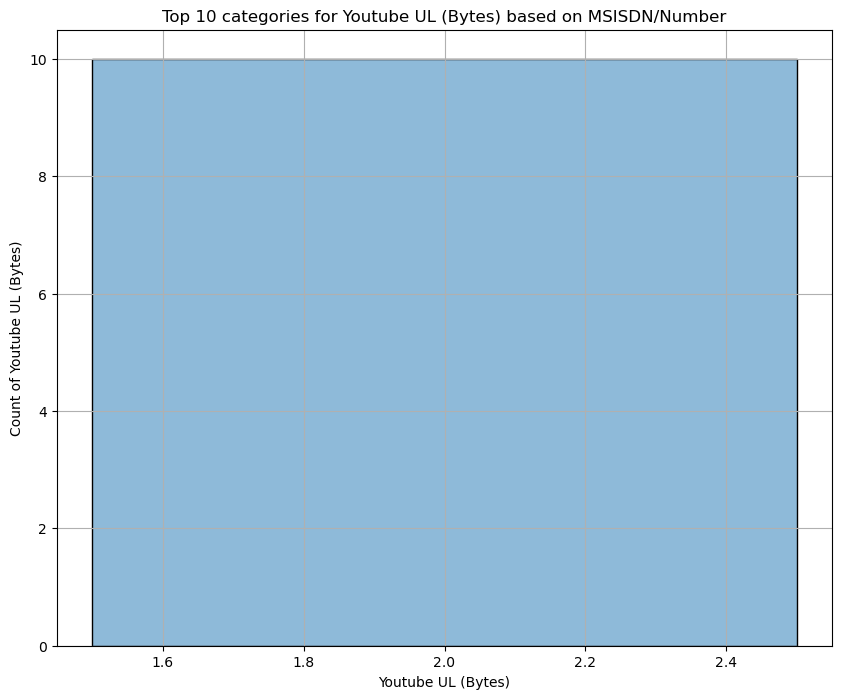 Top 10 categories for Youtube UL (Bytes) based on MSISDN/Number
Count of Youtube UL (Bytes)
10
8
6
4
2
0
1.6 1.8 2.0 2.2 2.4
Youtube UL (Bytes)